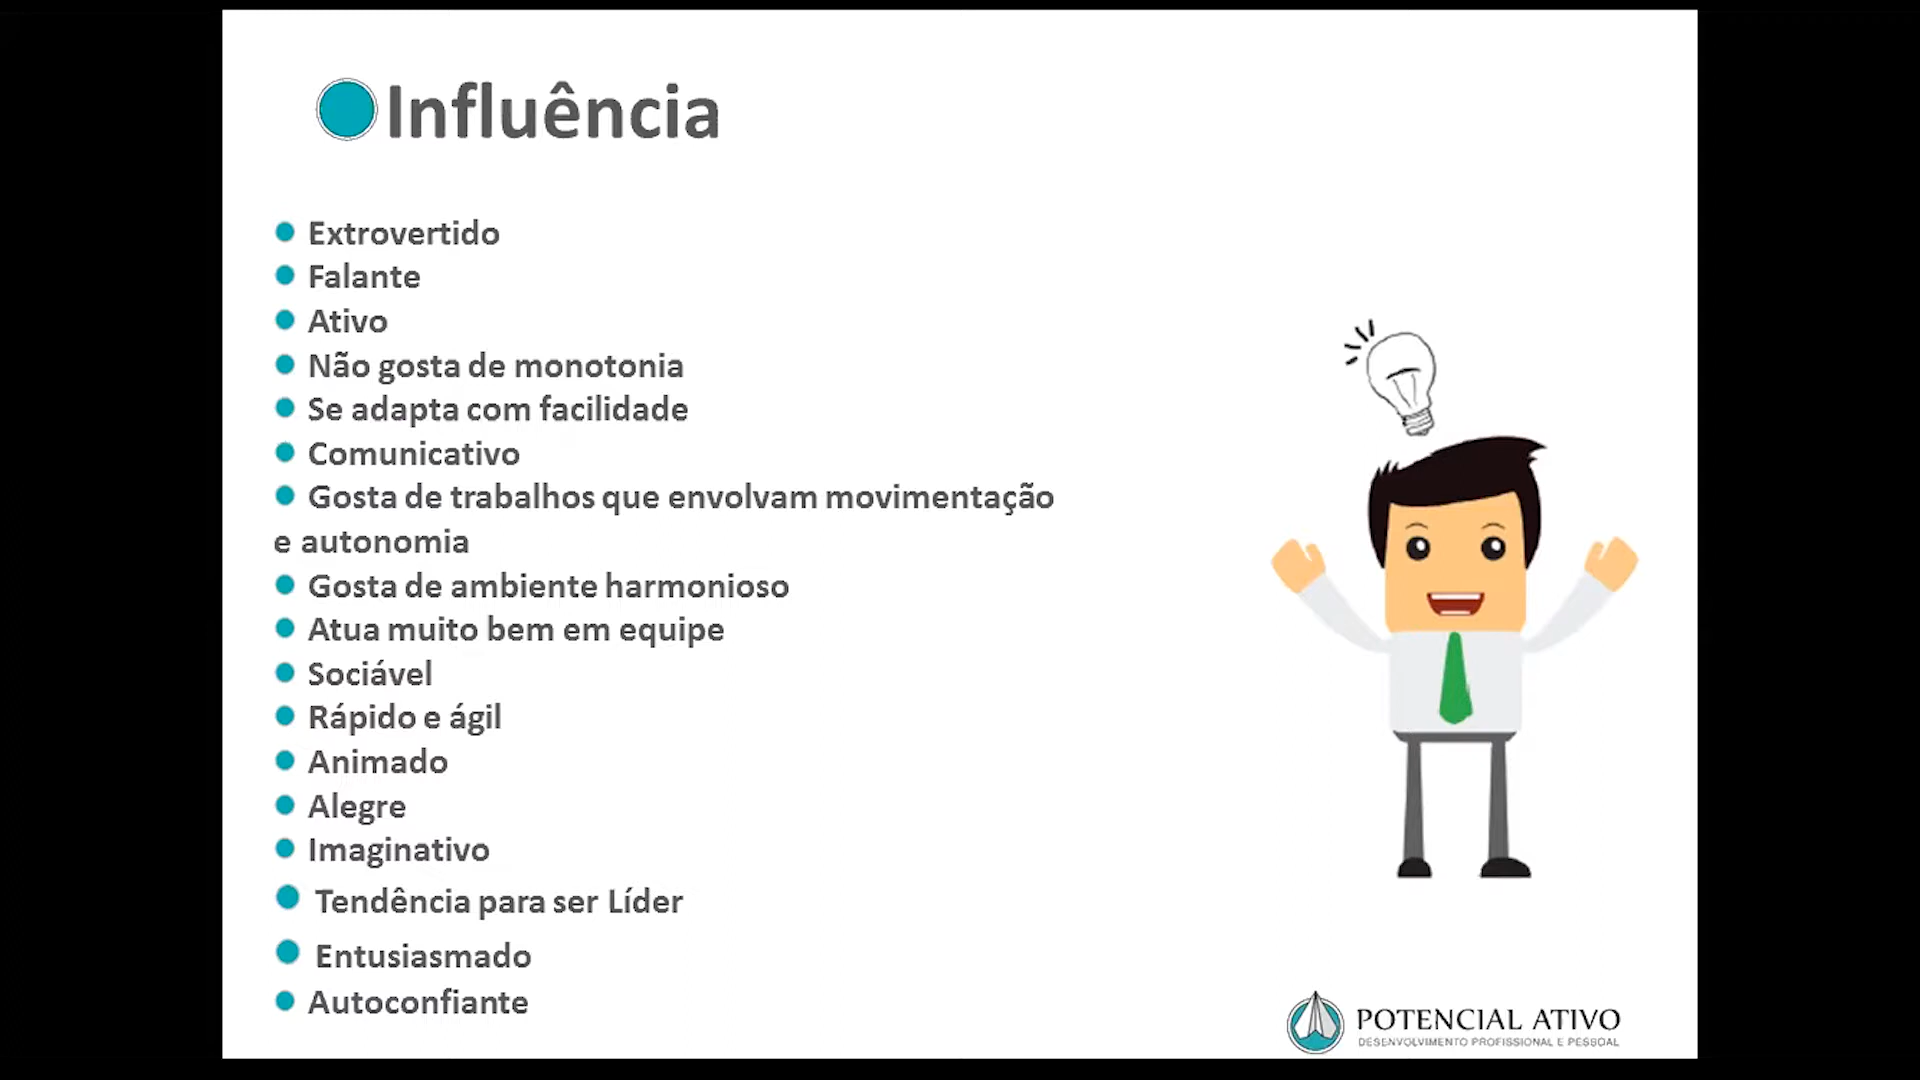 Influência
Extrovertido
Falante
Ativo
Não gosta de monotonia
Se adapta com facilidade
Comunicativo
Gosta de trabalhos que envolvam movimentação
e autonomia
Gosta de ambiente harmonioso
Atua muito bem em equipe
Sociável
Rápido e ágil
Animado
Alegre
Imaginativo
Tendência para ser Líder
Entusiasmado
Autoconfiante
POTENCIAL ATIVO
DESENVOLVIMENTO PROFISSIONAL E PESSOAL